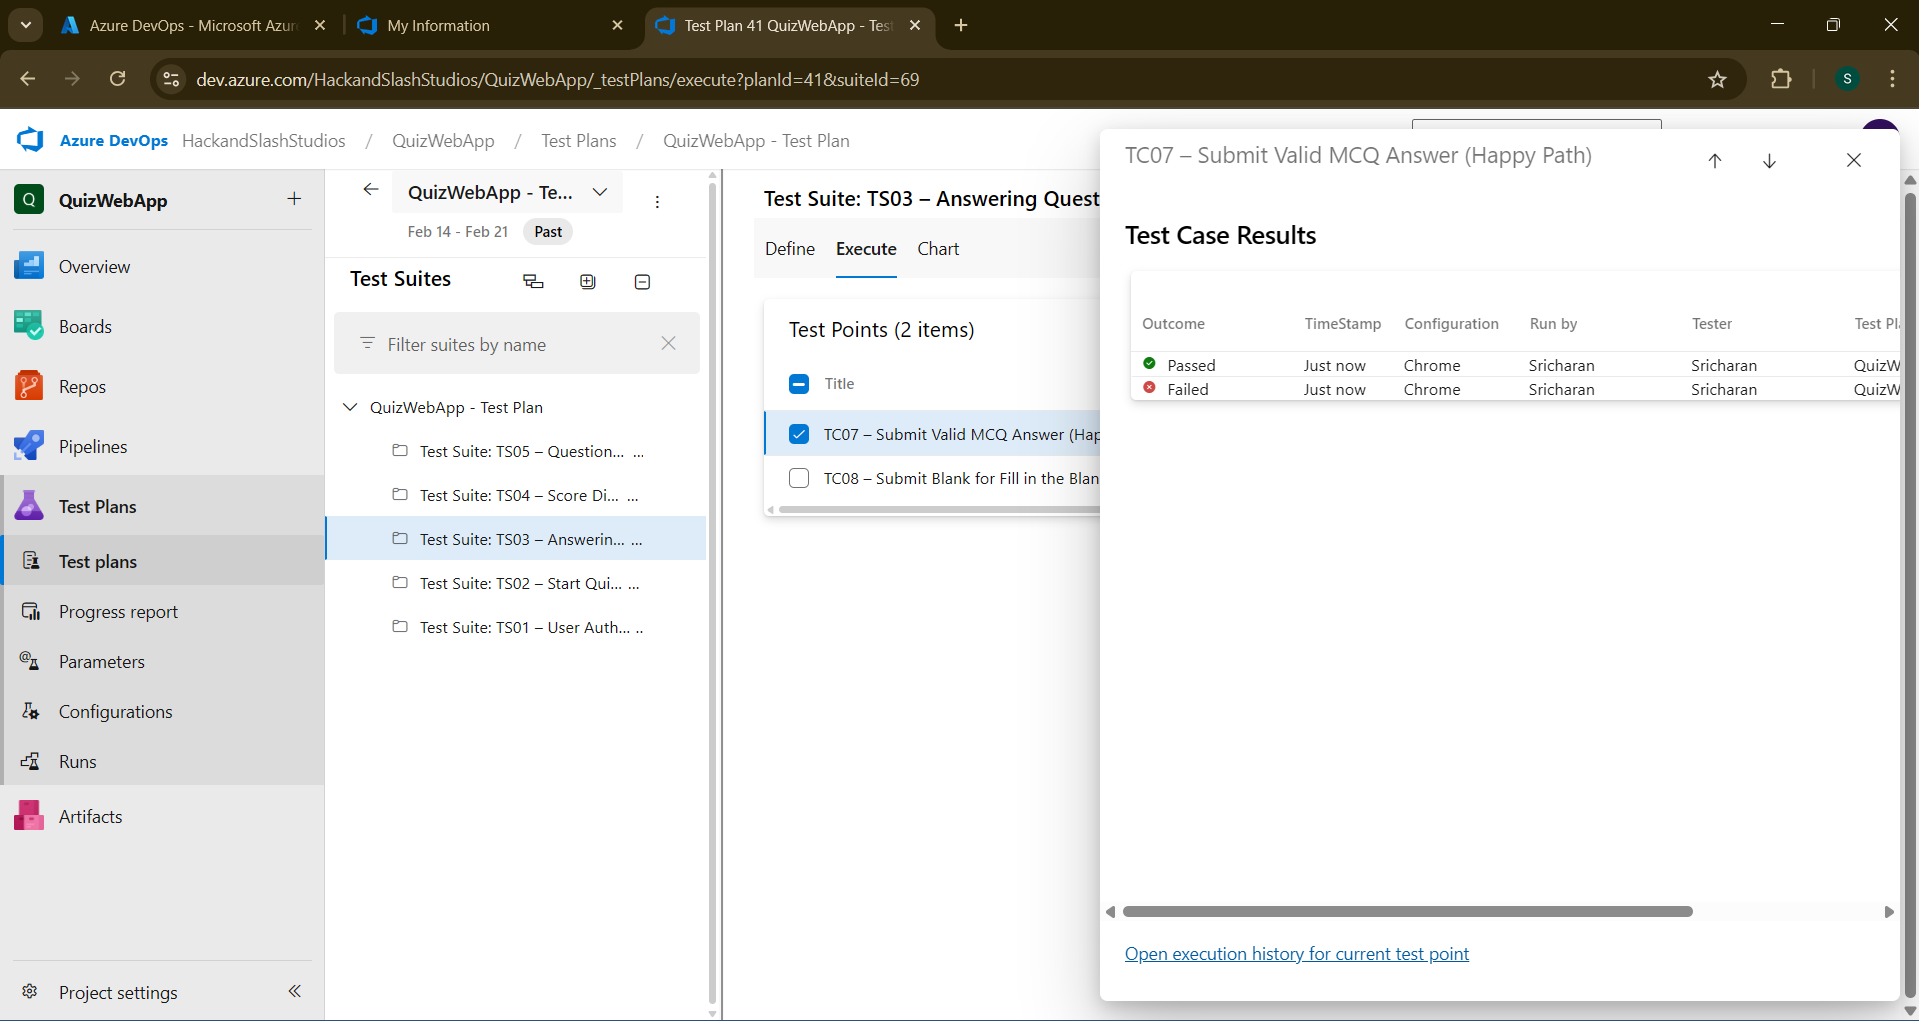 Azure DevOps - Microsoft Azur
My Information
Test Plan 41 QuizWebApp - Tes
dev.azure.com/HackandSlashStudios/QuizWebApp/_testPlans/execute?planId=41&suiteId=69
S
Azure DevOps HackandSlashStudios / QuizWebApp / Test Plans / QuizWebApp - Test Plan
Q QuizWebApp
Overview
Boards
Repos
Pipelines
Test Plans
Test plans
Progress report
Parameters
Configurations
Runs
Artifacts
Project settings
QuizWebApp - Te...
Feb 14 - Feb 21 Past
Test Suites
Filter suites by name
QuizWebApp - Test Plan
Test Suite: TS05 – Question... ...
Test Suite: TS04 – Score Di... ...
Test Suite: TS03 – Answerin... ...
Test Suite: TS02 – Start Qui... ...
Test Suite: TS01 – User Auth... ..
Test Suite: TS03 – Answering Quest
Define Execute Chart
Test Points (2 items)
Title
TC07 – Submit Valid MCQ Answer (Hap
TC08 – Submit Blank for Fill in the Blan
TC07 – Submit Valid MCQ Answer (Happy Path)
Test Case Results
Outcome TimeStamp Configuration Run by Tester Test Pl
Passed Just now Chrome Sricharan Sricharan QuizW
Failed Just now Chrome Sricharan Sricharan QuizW
Open execution history for current test point